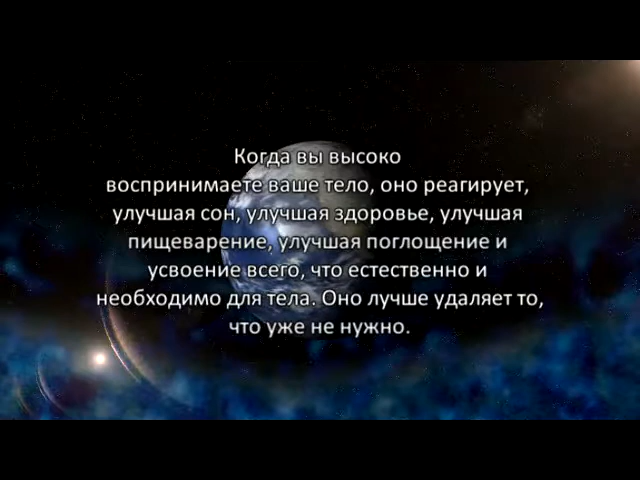 Когда вы высоко
воспринимаете ваше тело, оно реагирует,
улучшая сон, улучшая здоровье, улучшая
пищеварение, улучшая поглощение и
усвоение всего, что естественно и
необходимо для тела. Оно лучше удаляет то,
что уже не нужно.